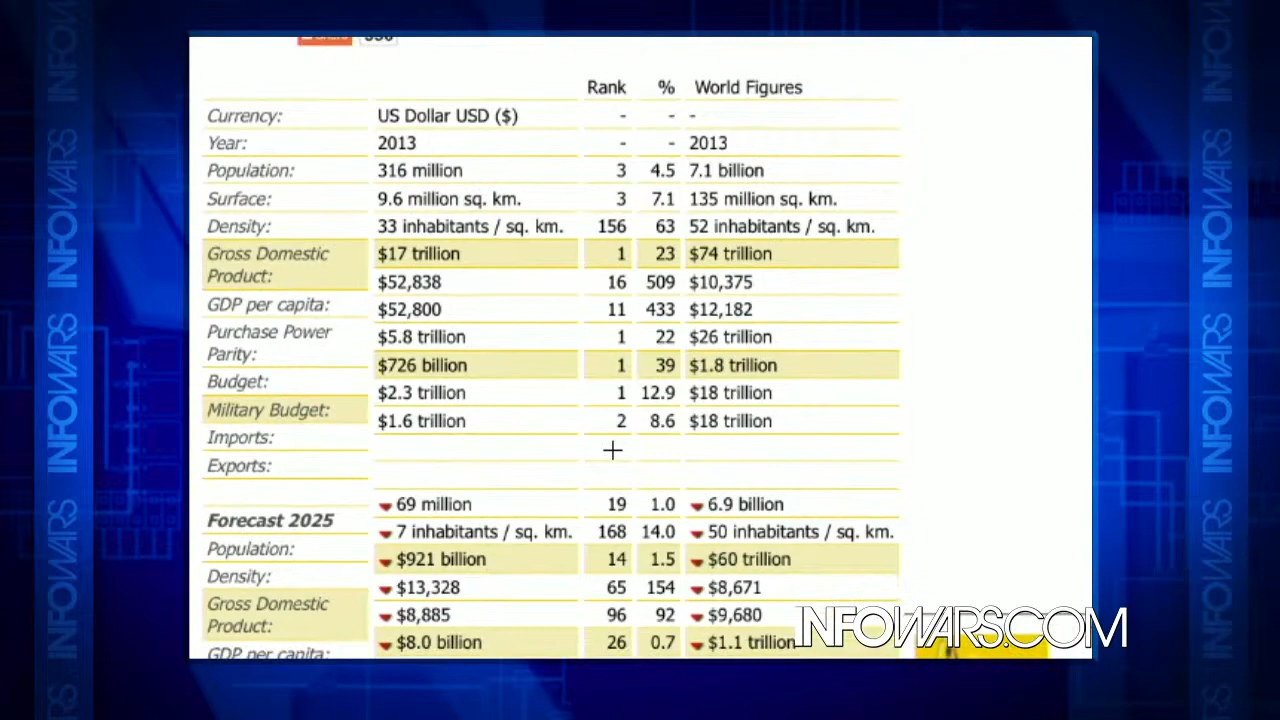 Rank % World Figures
Currency: US Dollar USD ($) - - -
Year: 2013 - - 2013
Population: 316 million 3 4.5 7.1 billion
Surface: 9.6 million sq. km. 3 7.1 135 million sq. km.
Density: 33 inhabitants / sq. km. 156 63 52 inhabitants / sq. km.
Gross Domestic $17 trillion 1 23 $74 trillion
Product: $52,838 16 509 $10,375
GDP per capita: $52,800 11 433 $12,182
Purchase Power $5.8 trillion 1 22 $26 trillion
Parity: $726 billion 1 39 $1.8 trillion
Budget: $2.3 trillion 1 12.9 $18 trillion
Military Budget: $1.6 trillion 2 8.6 $18 trillion
Imports:
Exports:
69 million 19 1.0 6.9 billion
Forecast 2025 7 inhabitants / sq. km. 168 14.0 50 inhabitants / sq. km.
Population: $921 billion 14 1.5 $60 trillion
Density: $13,328 65 154 $8,671
Gross Domestic $8,885 96 92 $9,680
Product: $8.0 billion 26 0.7 $1.1 trillion
GDP per capita:
INFOWARS.COM
INFOWARS
INFOWARS
INFOWARS
INFOWARS
INFOWARS
INFOWARS